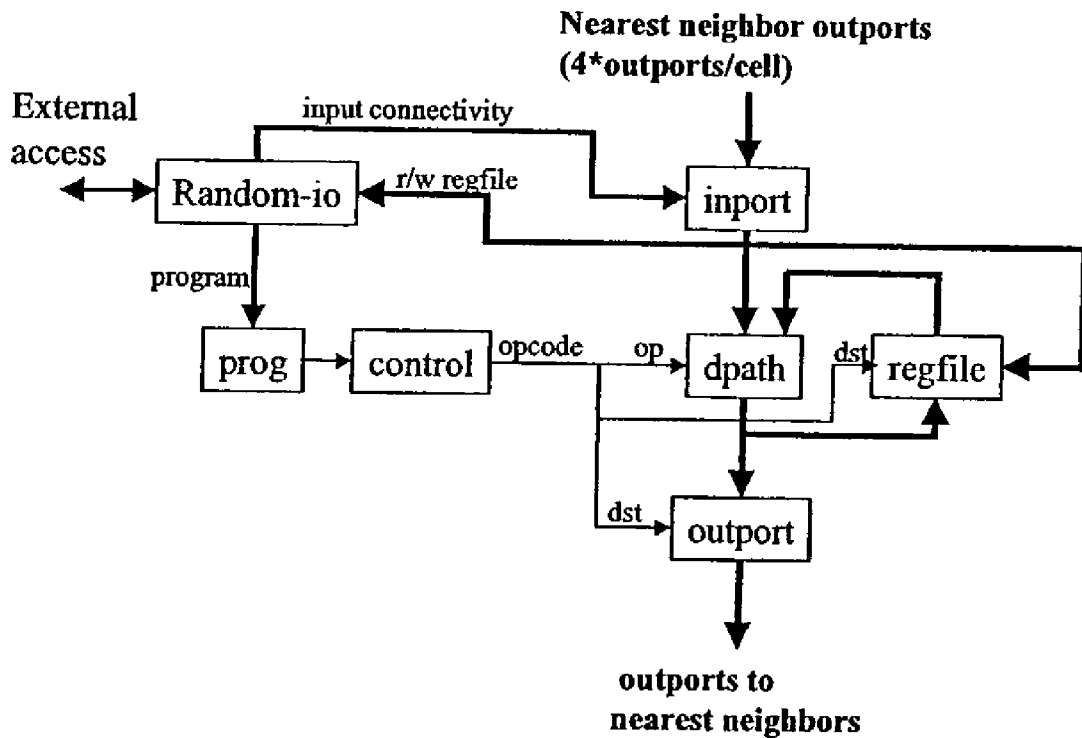 Nearest neighbor outports
(4*outports/cell)
External
access
input connectivity
Random-io
r/w regfile
inport
program
prog
control
opcode
op
dpath
dst
regfile
dst
outport
outports to
nearest neighbors